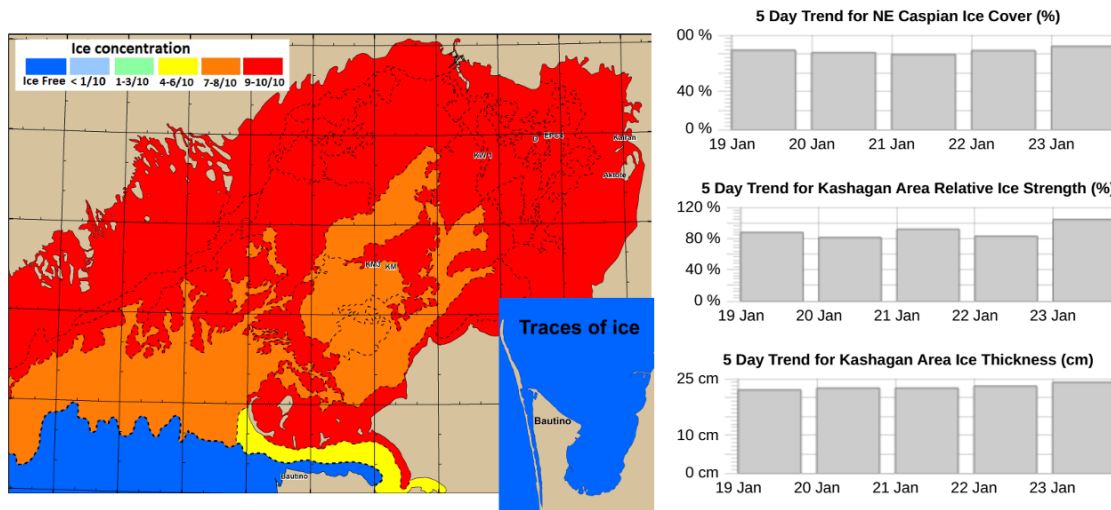 Ice concentration
Ice Free < 1/10 1-3/10 4-6/10 7-8/10 9-10/10
Kairan
KW 1
Aktote
KM
Traces of ice
Bautino
Bautino
5 Day Trend for NE Caspian Ice Cover (%)
00 %
40 %
0 %
19 Jan 20 Jan 21 Jan 22 Jan 23 Jan
5 Day Trend for Kashagan Area Relative Ice Strength (%)
120 %
80 %
40 %
0 %
19 Jan 20 Jan 21 Jan 22 Jan 23 Jan
5 Day Trend for Kashagan Area Ice Thickness (cm)
25 cm
10 cm
0 cm
19 Jan 20 Jan 21 Jan 22 Jan 23 Jan